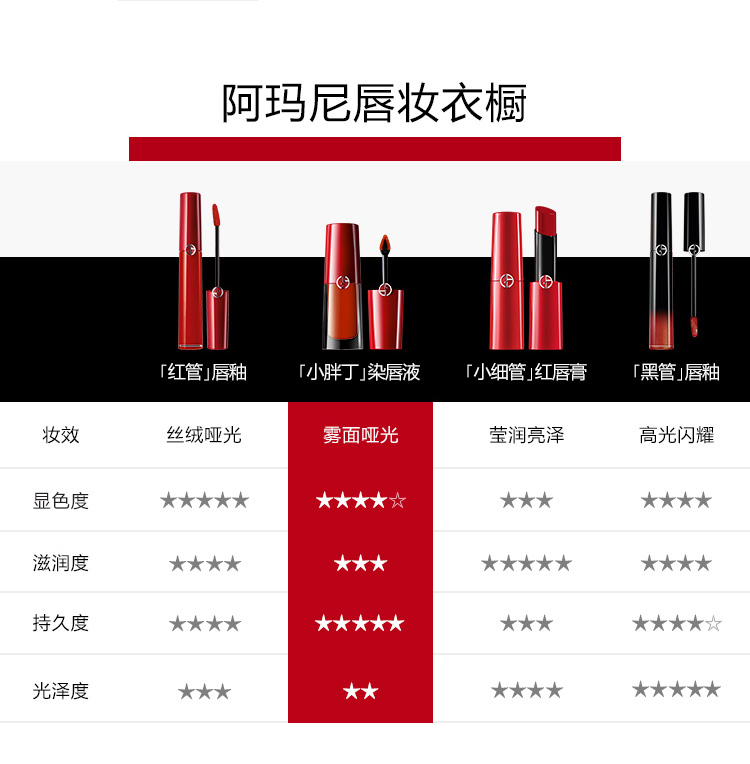 阿玛尼唇妆衣橱
「红管」唇釉 「小胖丁」染唇液 「小细管」红唇膏 「黑管」唇釉
妆效 丝绒哑光 雾面哑光 莹润亮泽 高光闪耀
显色度 ★★★★★ ★★★★☆ ★★★ ★★★★
滋润度 ★★★★ ★★★ ★★★★★ ★★★★
持久度 ★★★★ ★★★★★ ★★★ ★★★★☆
光泽度 ★★★ ★★ ★★★★ ★★★★★